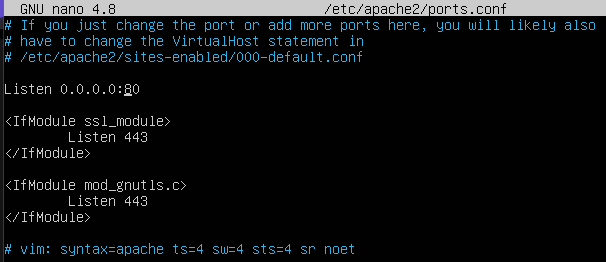 GNU nano 4.8 /etc/apache2/ports.conf
# If you just change the port or add more ports here, you will likely also
# have to change the VirtualHost statement in
# /etc/apache2/sites-enabled/000-default.conf
Listen 0.0.0.0:80
<IfModule ssl_module>
Listen 443
</IfModule>
<IfModule mod_gnutls.c>
Listen 443
</IfModule>
# vim: syntax=apache ts=4 sw=4 sts=4 sr noet